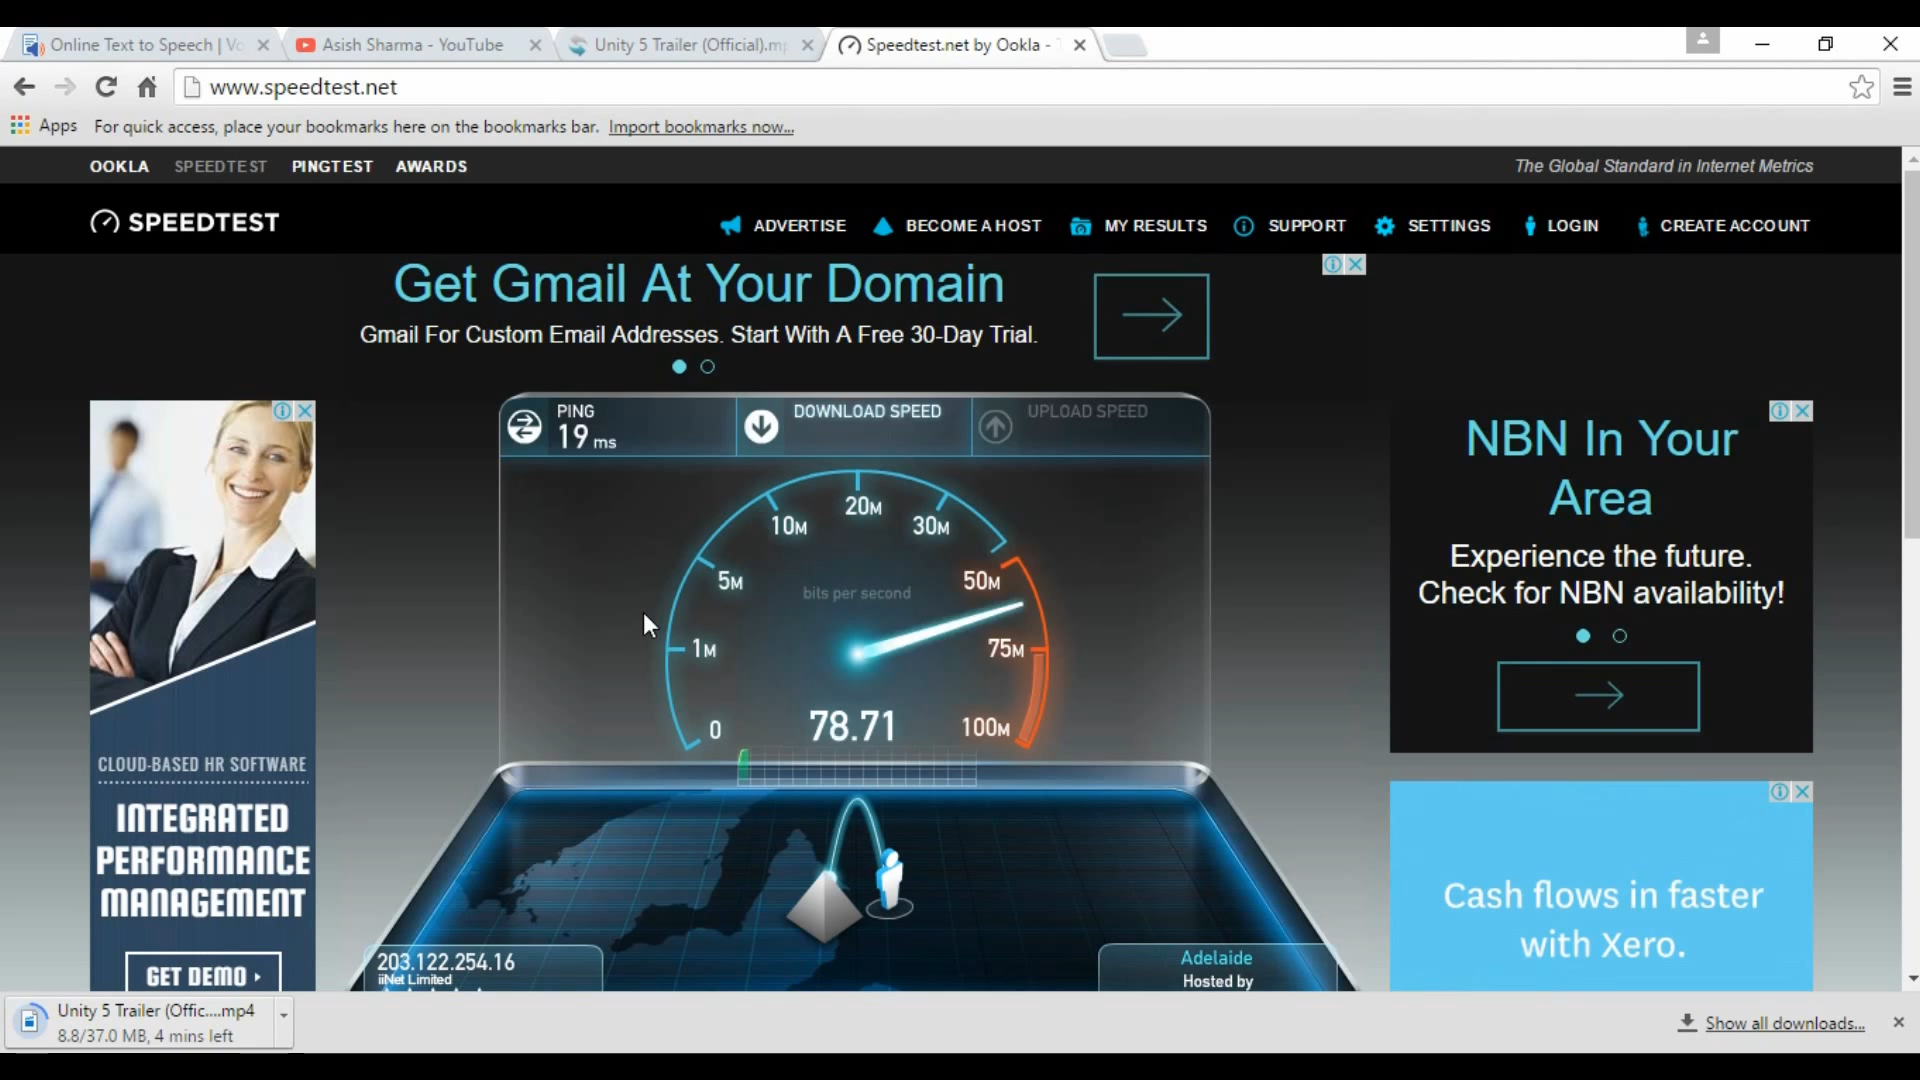 Online Text to Speech | Vo
Asish Sharma - YouTube
Unity 5 Trailer (Official).mp
Speedtest.net by Ookla -
www.speedtest.net
Apps For quick access, place your bookmarks here on the bookmarks bar. Import bookmarks now...
OOKLA SPEEDTEST PINGTEST AWARDS
The Global Standard in Internet Metrics
SPEEDTEST
ADVERTISE BECOME A HOST MY RESULTS SUPPORT SETTINGS LOGIN CREATE ACCOUNT
Get Gmail At Your Domain
Gmail For Custom Email Addresses. Start With A Free 30-Day Trial.
PING
19 ms
DOWNLOAD SPEED
UPLOAD SPEED
20M
10M
30M
5M
50M
bits per second
1M
75M
0
78.71
100M
203.122.254.16
iiNet Limited
Adelaide
Hosted by
CLOUD-BASED HR SOFTWARE
INTEGRATED
PERFORMANCE
MANAGEMENT
GET DEMO
NBN In Your
Area
Experience the future.
Check for NBN availability!
Cash flows in faster
with Xero.
Unity 5 Trailer (Offic....mp4
8.8/37.0 MB, 4 mins left
Show all downloads...